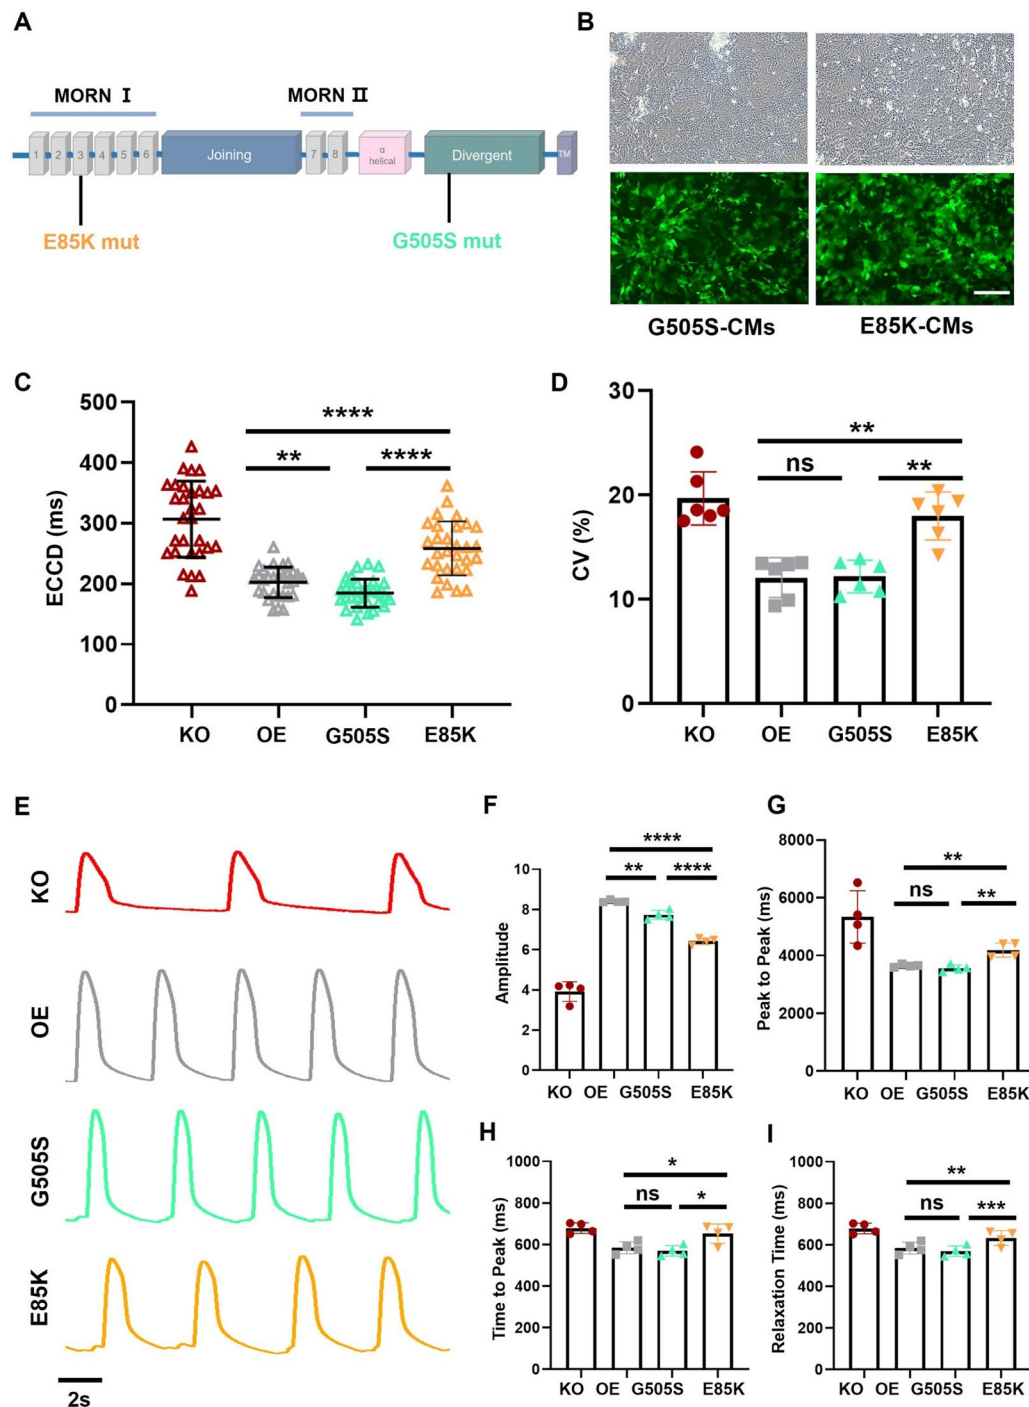 A
MORN I
MORN II
1 2 3 4 5 6 Joining 7 8 α helical Divergent TM
E85K mut
G505S mut
B
G505S-CMs
E85K-CMs
C
ECCD (ms)
500
400
300
200
100
0
****
** ****
KO OE G505S E85K
D
CV (%)
30
20
10
0
**
ns **
KO OE G505S E85K
E
KO
OE
G505S
E85K
2s
F
Amplitude
10
8
6
4
2
0
****
** ****
KO OE G505S E85K
G
Peak to Peak (ms)
8000
6000
4000
2000
0
**
ns **
KO OE G505S E85K
H
Time to Peak (ms)
1000
800
600
400
200
0
*
ns *
KO OE G505S E85K
I
Relaxation Time (ms)
1000
800
600
400
200
0
**
ns ***
KO OE G505S E85K